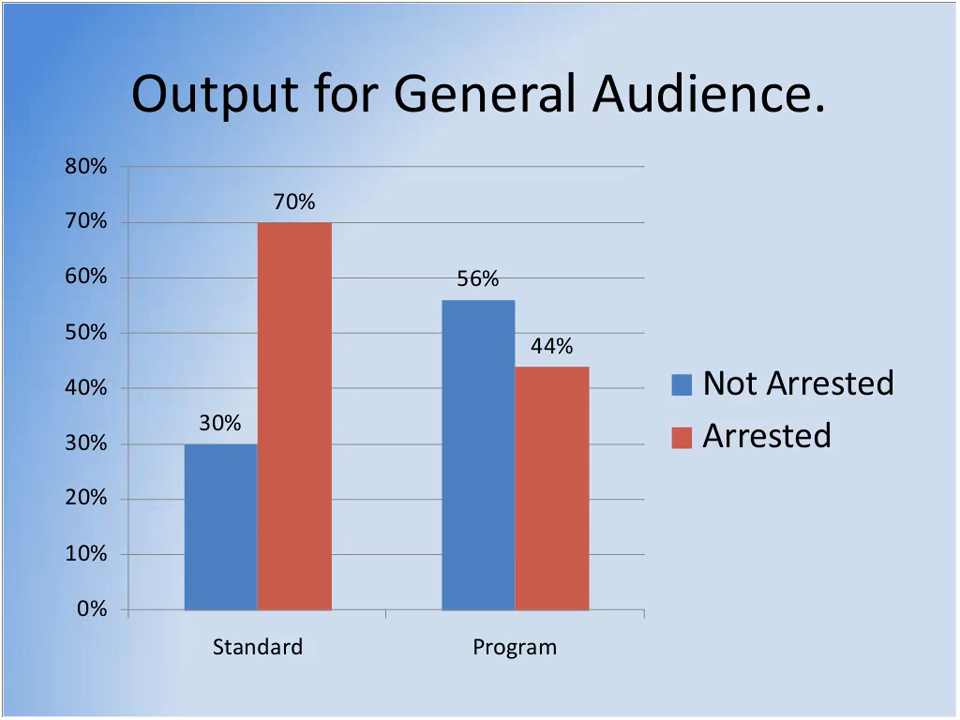 Output for General Audience.
80%
70%
60%
50%
40%
30%
20%
10%
0%
30%
70%
56%
44%
Standard
Program
Not Arrested
Arrested